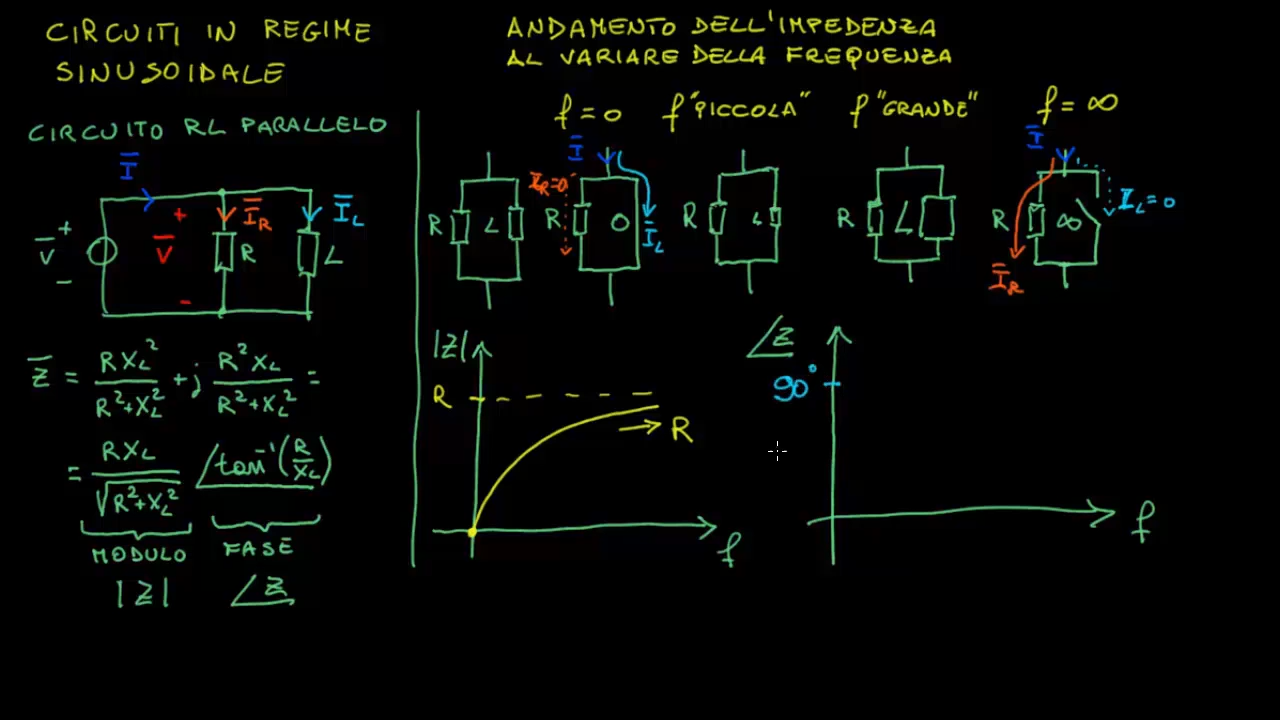 CIRCUITI IN REGIME
SINUSOIDALE
CIRCUITO RL PARALLELO
I
V + −
+ V −
I_R
R
I_L
L
Z = RX_L² / R²+X_L² + j R²X_L / R²+X_L² =
= RX_L / √R²+X_L² ∠tan⁻¹(R/X_L)
MODULO FASE
|Z| ∠Z
ANDAMENTO DELL'IMPEDENZA
AL VARIARE DELLA FREQUENZA
f = 0 f "PICCOLA" f "GRANDE" f = ∞
R L
I
I_R=0
R 0
I_L
R L
R L
I
R ∞
I_L=0
I_R
|Z|
R
→ R
f
∠Z
90°
f